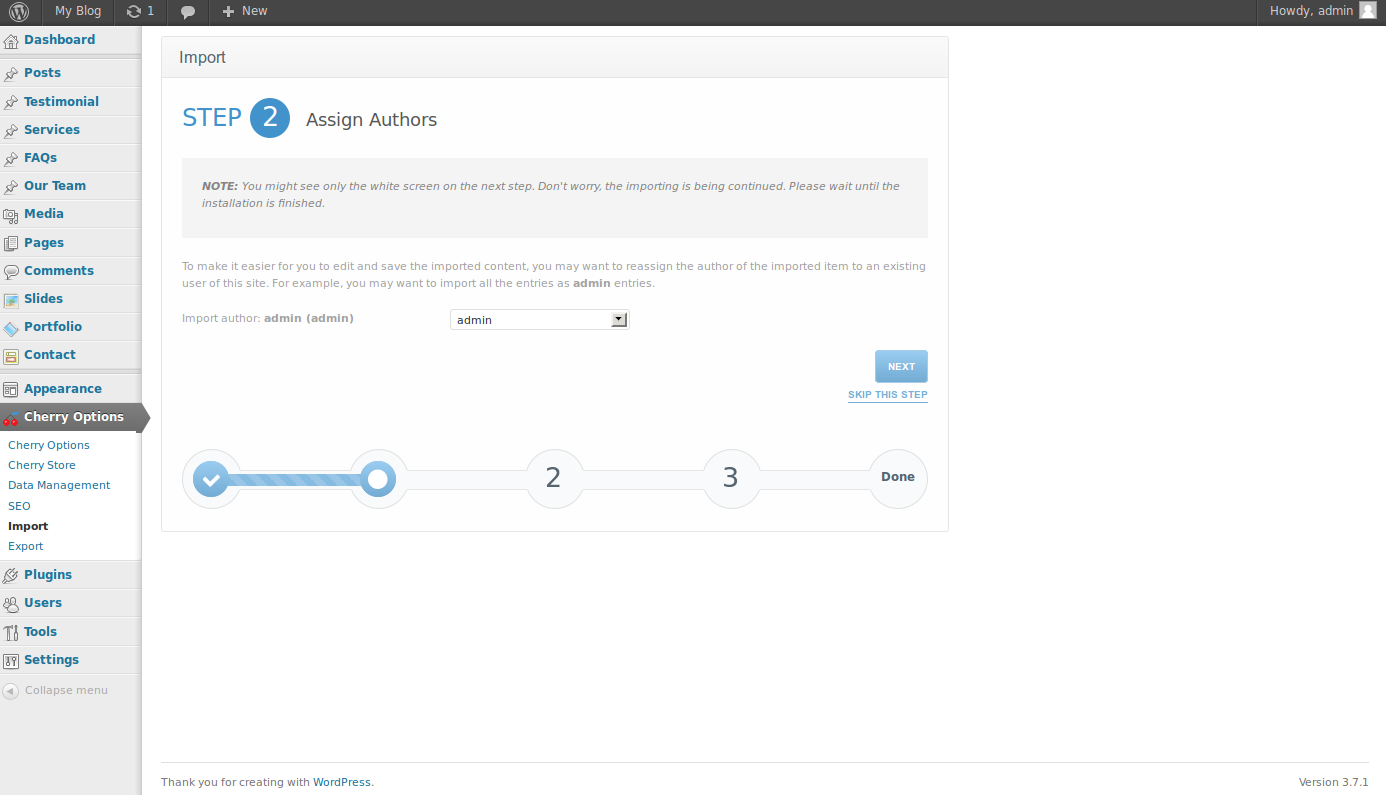 My Blog 1 New Howdy, admin
Dashboard
Posts
Testimonial
Services
FAQs
Our Team
Media
Pages
Comments
Slides
Portfolio
Contact
Appearance
Cherry Options
Cherry Options
Cherry Store
Data Management
SEO
Import
Export
Plugins
Users
Tools
Settings
Collapse menu
Import
STEP 2 Assign Authors
NOTE: You might see only the white screen on the next step. Don't worry, the importing is being continued. Please wait until the
installation is finished.
To make it easier for you to edit and save the imported content, you may want to reassign the author of the imported item to an existing
user of this site. For example, you may want to import all the entries as admin entries.
Import author: admin (admin) admin
NEXT
SKIP THIS STEP
2 3 Done
Thank you for creating with WordPress. Version 3.7.1